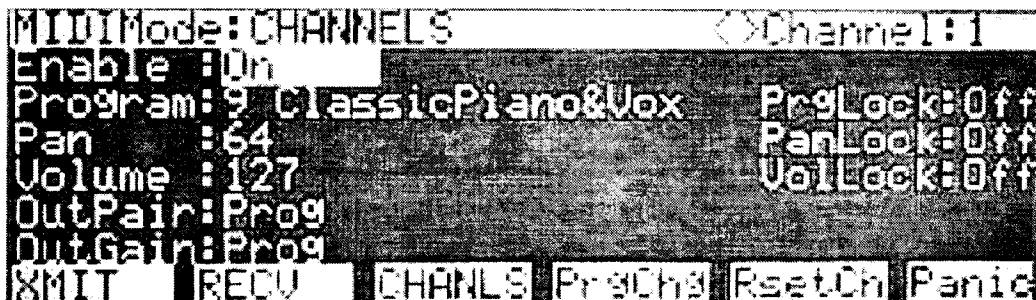 MIDIMode:CHANNELS <>Channel:1
Enable :On
Program:9 ClassicPiano&Vox PrgLock:Off
Pan :64 PanLock:Off
Volume :127 VolLock:Off
OutPair:Prog
OutGain:Prog
XMIT RECV CHANLS PrgChg RsetCh Panic